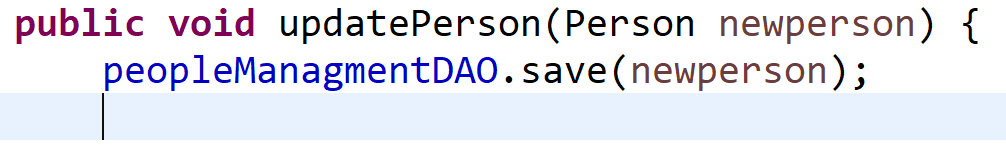 public void updatePerson(Person newperson) {
peopleManagmentDAO.save(newperson);